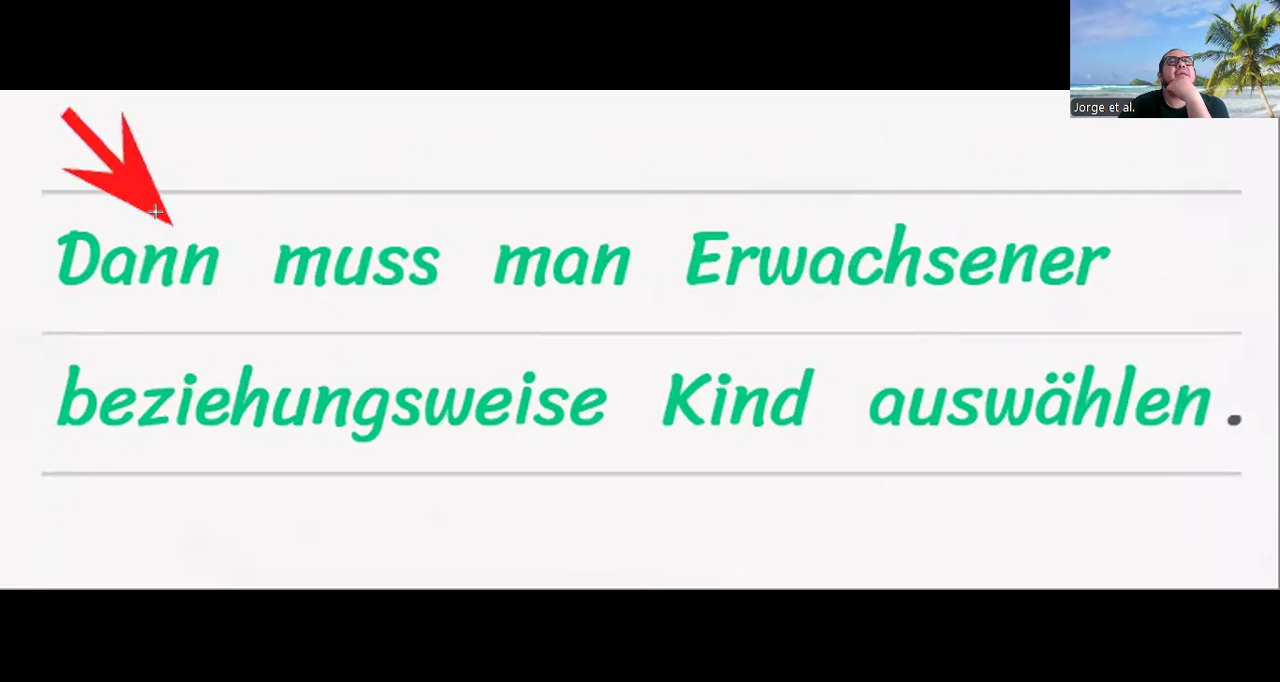 Jorge et al.
Dann muss man Erwachsener
beziehungsweise Kind auswählen.